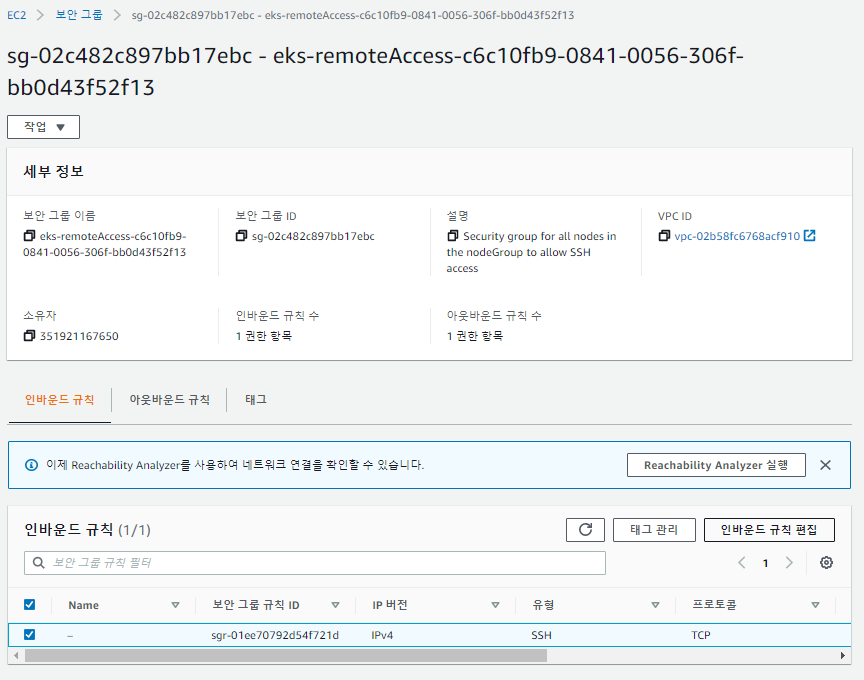 EC2 > 보안 그룹 > sg-02c482c897bb17ebc - eks-remoteAccess-c6c10fb9-0841-0056-306f-bb0d43f52f13
sg-02c482c897bb17ebc - eks-remoteAccess-c6c10fb9-0841-0056-306f-
bb0d43f52f13
작업 ▼
세부 정보
보안 그룹 이름
eks-remoteAccess-c6c10fb9-
0841-0056-306f-bb0d43f52f13
보안 그룹 ID
sg-02c482c897bb17ebc
설명
Security group for all nodes in
the nodeGroup to allow SSH
access
VPC ID
vpc-02b58fc6768acf910
소유자
351921167650
인바운드 규칙 수
1 권한 항목
아웃바운드 규칙 수
1 권한 항목
인바운드 규칙 아웃바운드 규칙 태그
이제 Reachability Analyzer를 사용하여 네트워크 연결을 확인할 수 있습니다. Reachability Analyzer 실행
인바운드 규칙 (1/1) 태그 관리 인바운드 규칙 편집
보안 그룹 규칙 필터 1
Name 보안 그룹 규칙 ID IP 버전 유형 프로토콜
– sgr-01ee70792d54f721d IPv4 SSH TCP